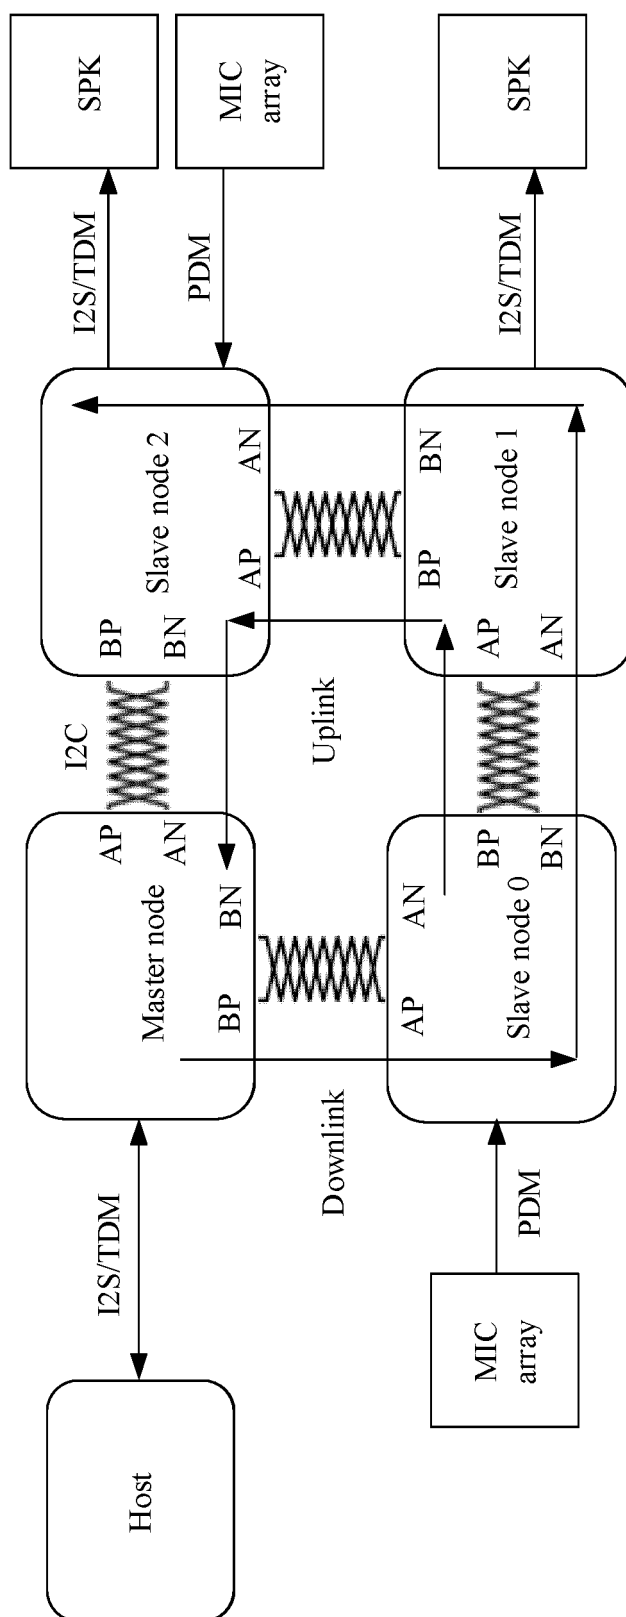 SPK
MIC
array
SPK
I2S/TDM
PDM
I2S/TDM
Slave node 2
BP
BN
AP
AN
Slave node 1
BP
BN
AP
AN
I2C
Uplink
Master node
AP
AN
BP
BN
Slave node 0
AP
AN
BP
BN
Downlink
I2S/TDM
PDM
Host
MIC
array